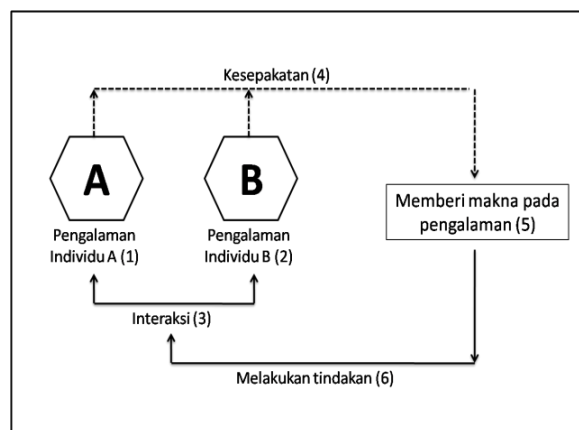 Kesepakatan (4)
A
B
Pengalaman
Individu A (1)
Pengalaman
Individu B (2)
Memberi makna pada
pengalaman (5)
Interaksi (3)
Melakukan tindakan (6)